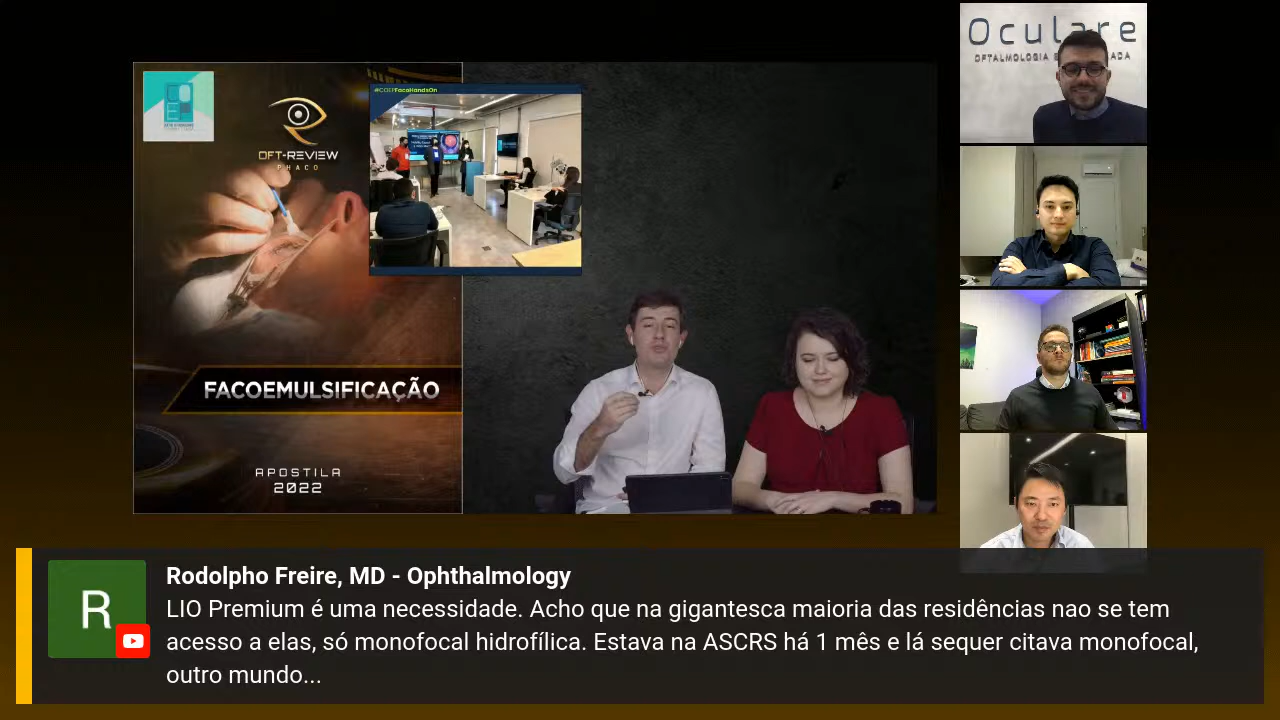 Oculare
#COEFFacoHandsOn
OFT-REVIEW
PHACO
FACOEMULSIFICAÇÃO
APOSTILA
2022
R
Rodolpho Freire, MD - Ophthalmology
LIO Premium é uma necessidade. Acho que na gigantesca maioria das residências nao se tem
acesso a elas, só monofocal hidrofílica. Estava na ASCRS há 1 mês e lá sequer citava monofocal,
outro mundo...